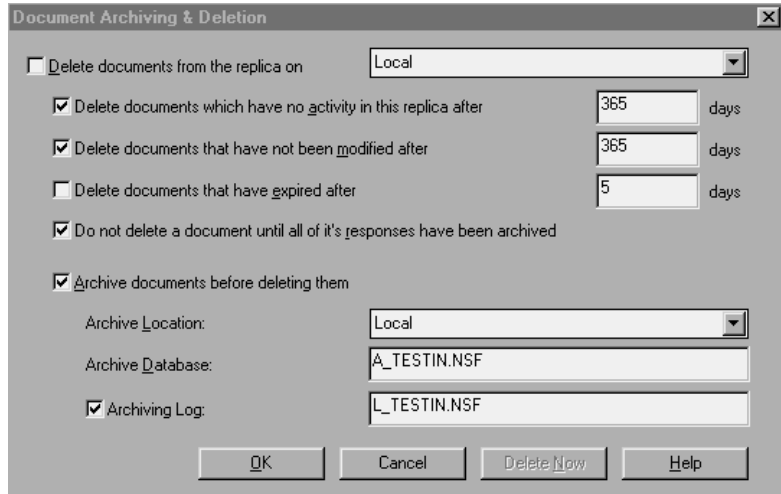 Document Archiving & Deletion
Delete documents from the replica on Local
Delete documents which have no activity in this replica after 365 days
Delete documents that have not been modified after 365 days
Delete documents that have expired after 5 days
Do not delete a document until all of it's responses have been archived
Archive documents before deleting them
Archive Location: Local
Archive Database: A_TESTIN.NSF
Archiving Log: L_TESTIN.NSF
OK Cancel Delete Now Help